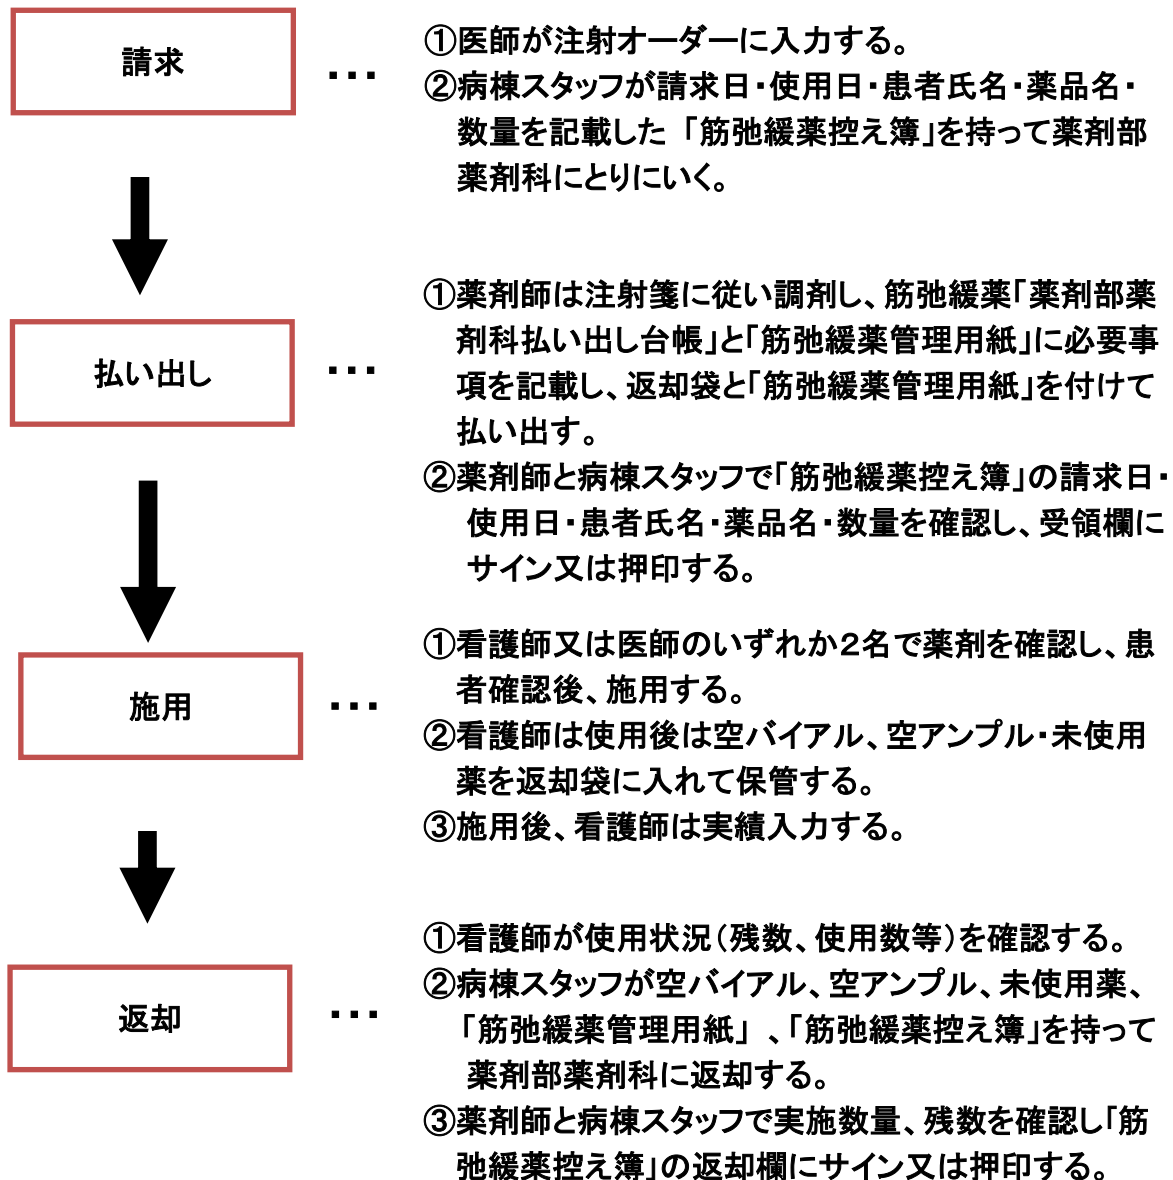 請求
・・・
①医師が注射オーダーに入力する。
②病棟スタッフが請求日・使用日・患者氏名・薬品名・
数量を記載した「筋弛緩薬控え簿」を持って薬剤部
薬剤科にとりにいく。
払い出し
・・・
①薬剤師は注射箋に従い調剤し、筋弛緩薬「薬剤部薬
剤科払い出し台帳」と「筋弛緩薬管理用紙」に必要事
項を記載し、返却袋と「筋弛緩薬管理用紙」を付けて
払い出す。
②薬剤師と病棟スタッフで「筋弛緩薬控え簿」の請求日・
使用日・患者氏名・薬品名・数量を確認し、受領欄に
サイン又は押印する。
施用
・・・
①看護師又は医師のいずれか２名で薬剤を確認し、患
者確認後、施用する。
②看護師は使用後は空バイアル、空アンプル・未使用
薬を返却袋に入れて保管する。
③施用後、看護師は実績入力する。
返却
・・・
①看護師が使用状況（残数、使用数等）を確認する。
②病棟スタッフが空バイアル、空アンプル、未使用薬、
「筋弛緩薬管理用紙」、「筋弛緩薬控え簿」を持って
薬剤部薬剤科に返却する。
③薬剤師と病棟スタッフで実施数量、残数を確認し「筋
弛緩薬控え簿」の返却欄にサイン又は押印する。